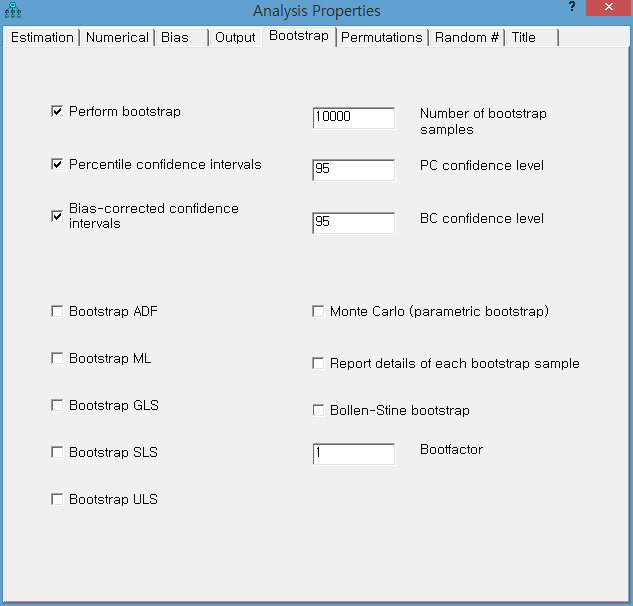 Analysis Properties
?
Estimation Numerical Bias Output Bootstrap Permutations Random # Title
Perform bootstrap
10000
Number of bootstrap
samples
Percentile confidence intervals
95
PC confidence level
Bias-corrected confidence
intervals
95
BC confidence level
Bootstrap ADF
Monte Carlo (parametric bootstrap)
Bootstrap ML
Report details of each bootstrap sample
Bootstrap GLS
Bollen-Stine bootstrap
Bootstrap SLS
1
Bootfactor
Bootstrap ULS